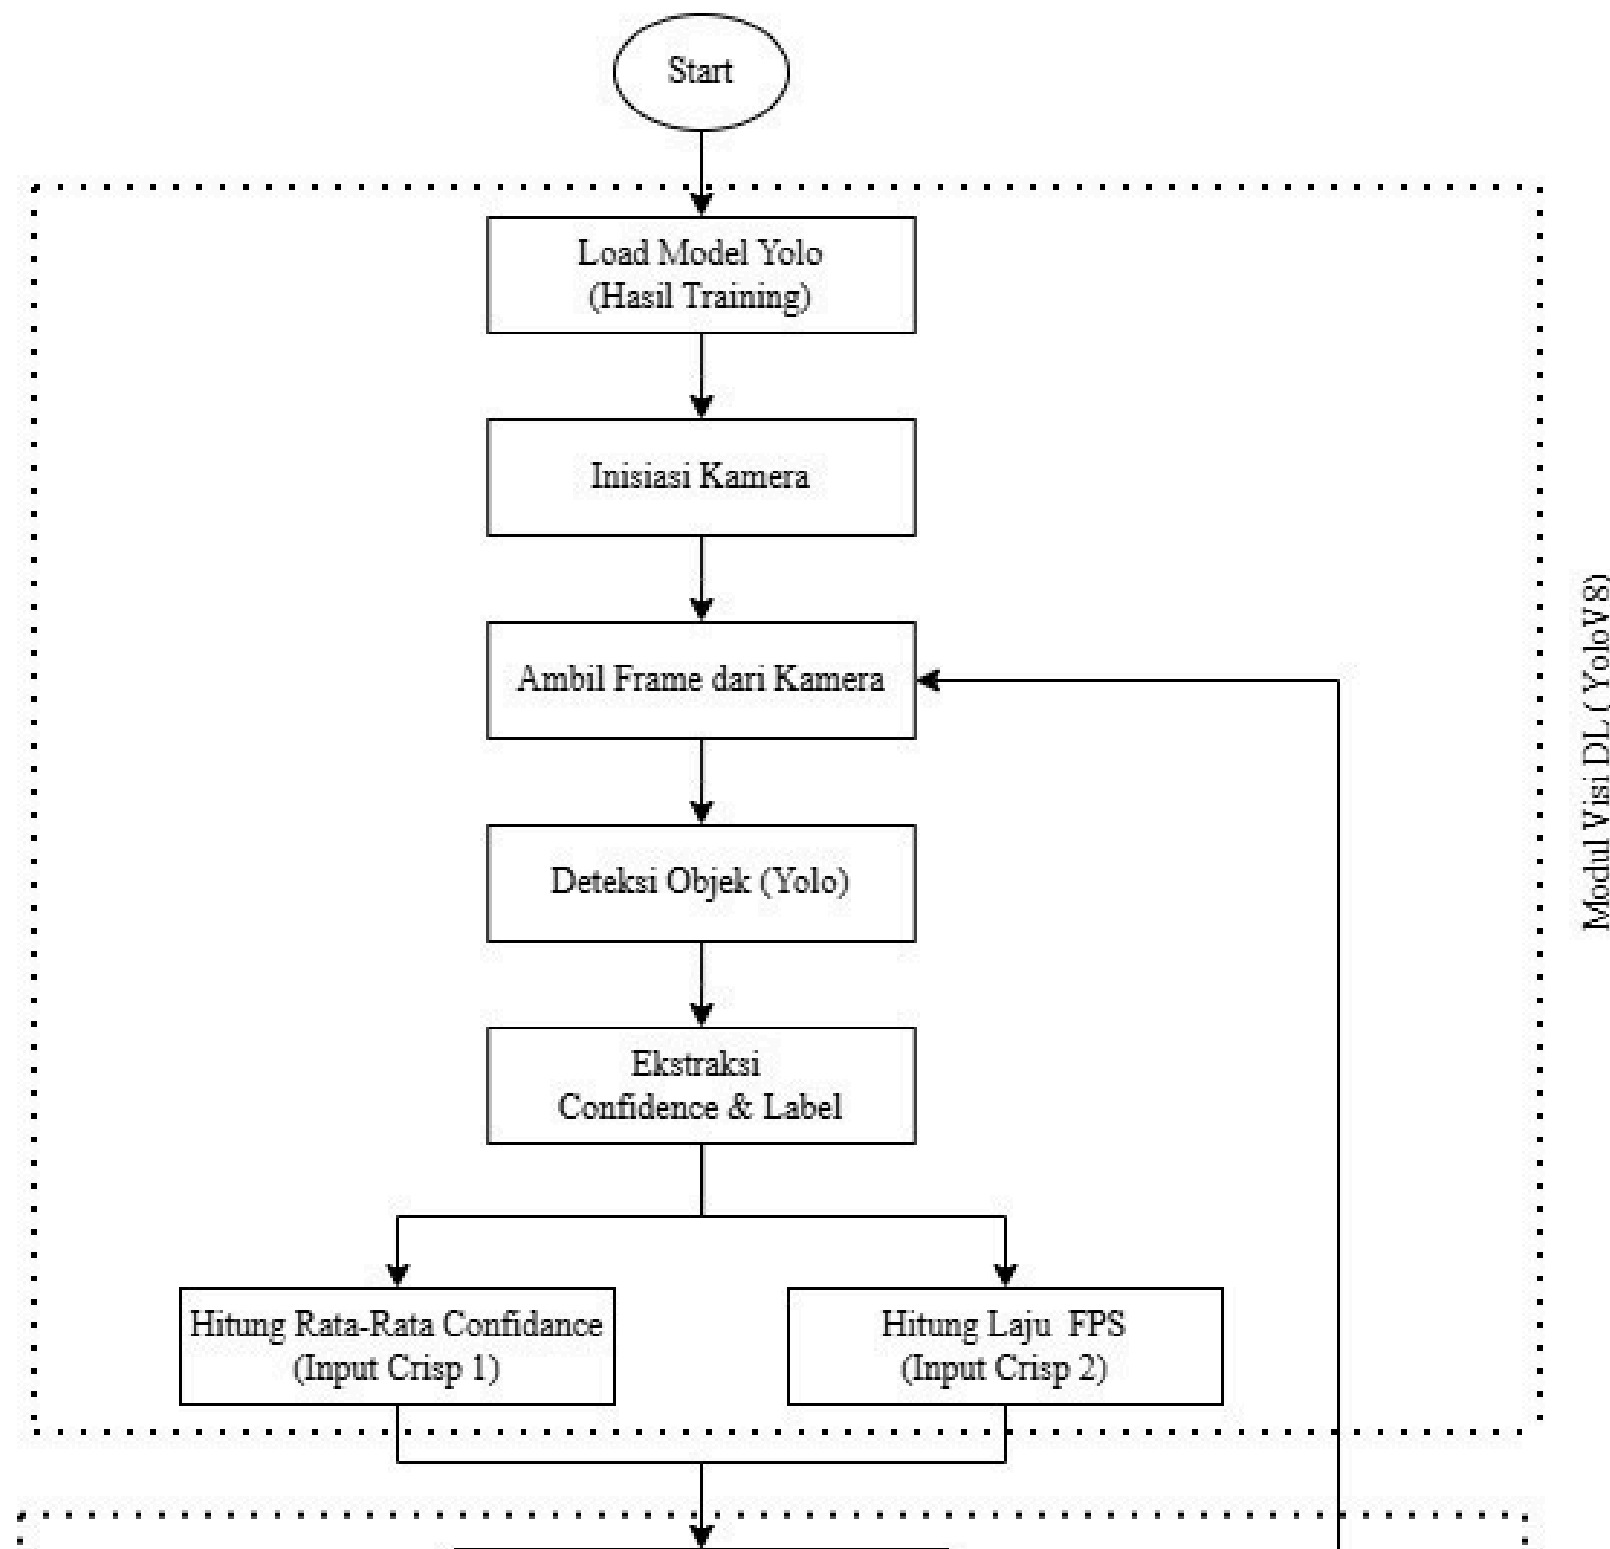 Start
Load Model Yolo
(Hasil Training)
Inisiasi Kamera
Ambil Frame dari Kamera
Deteksi Objek (Yolo)
Ekstraksi
Confidence & Label
Hitung Rata-Rata Confidance
(Input Crisp 1)
Hitung Laju FPS
(Input Crisp 2)
Modul Visi DL ( YoloV8)